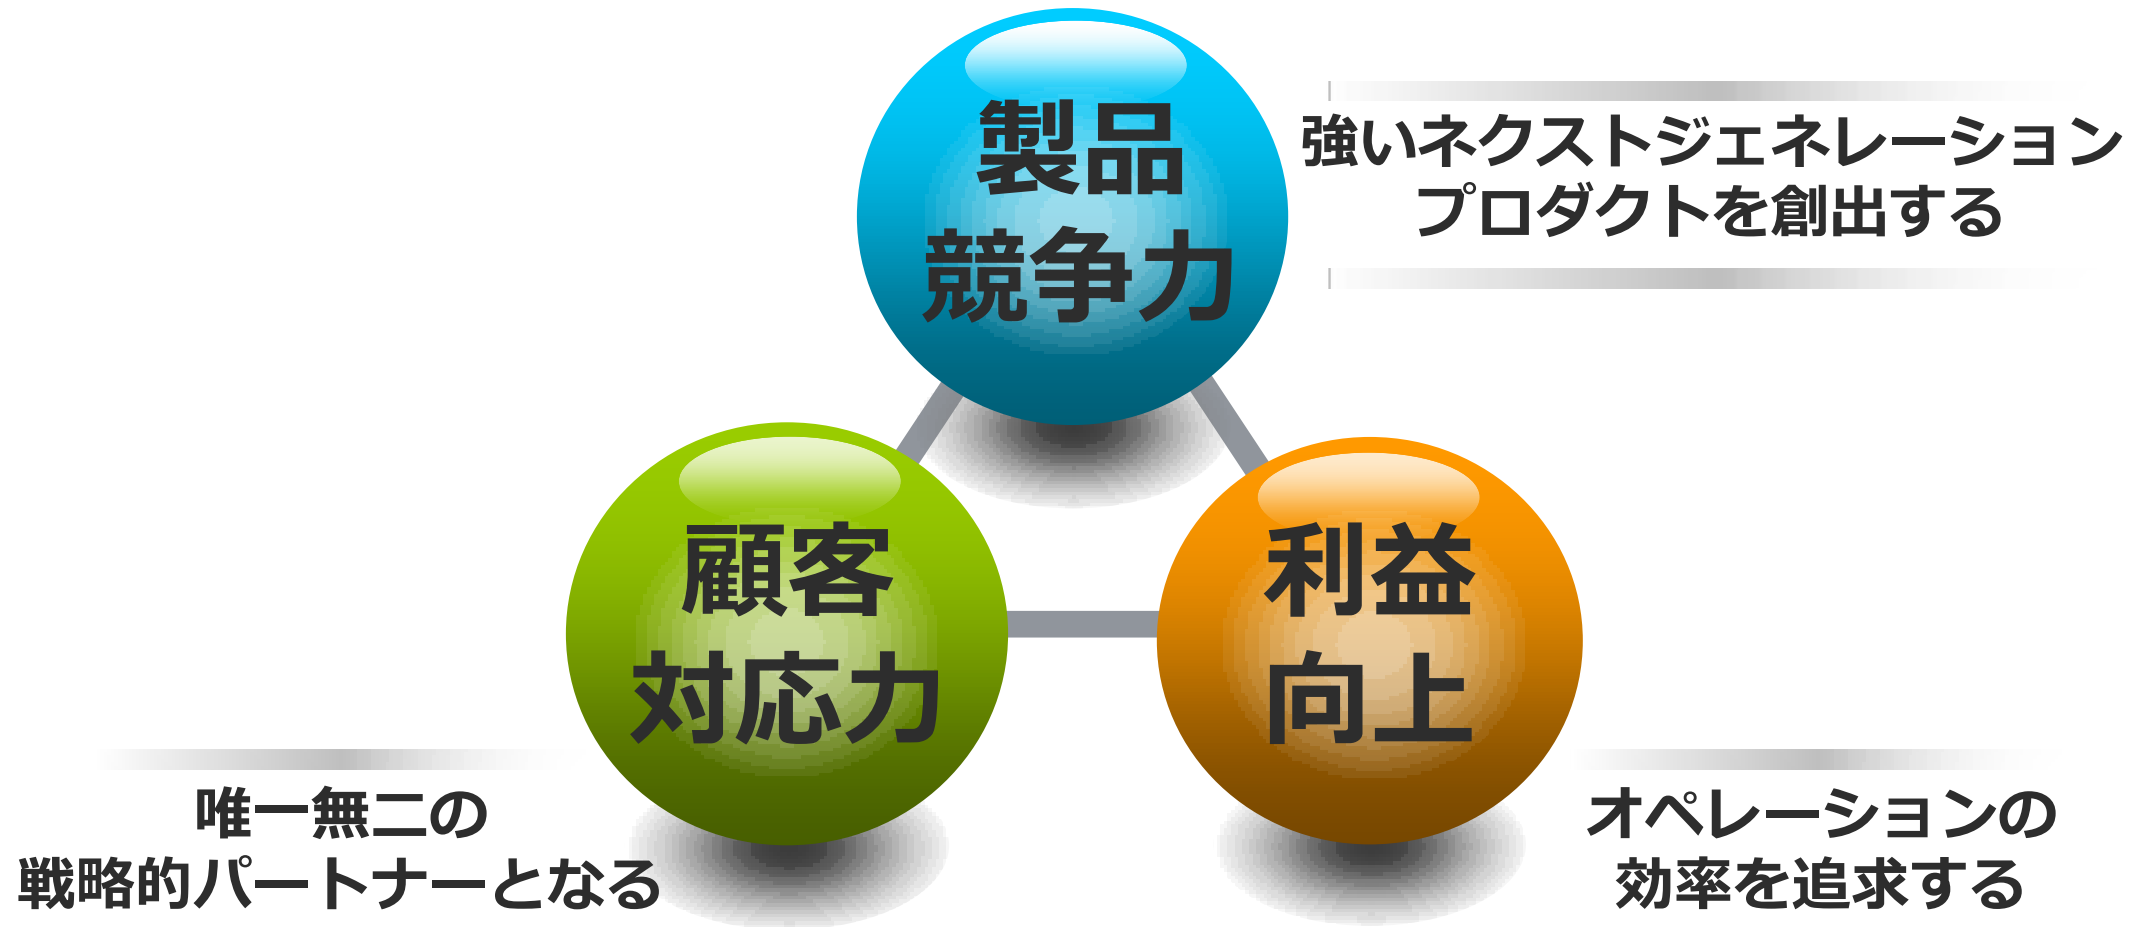 製品
競争力
強いネクストジェネレーション
プロダクトを創出する
顧客
対応力
唯一無二の
戦略的パートナーとなる
利益
向上
オペレーションの
効率を追求する